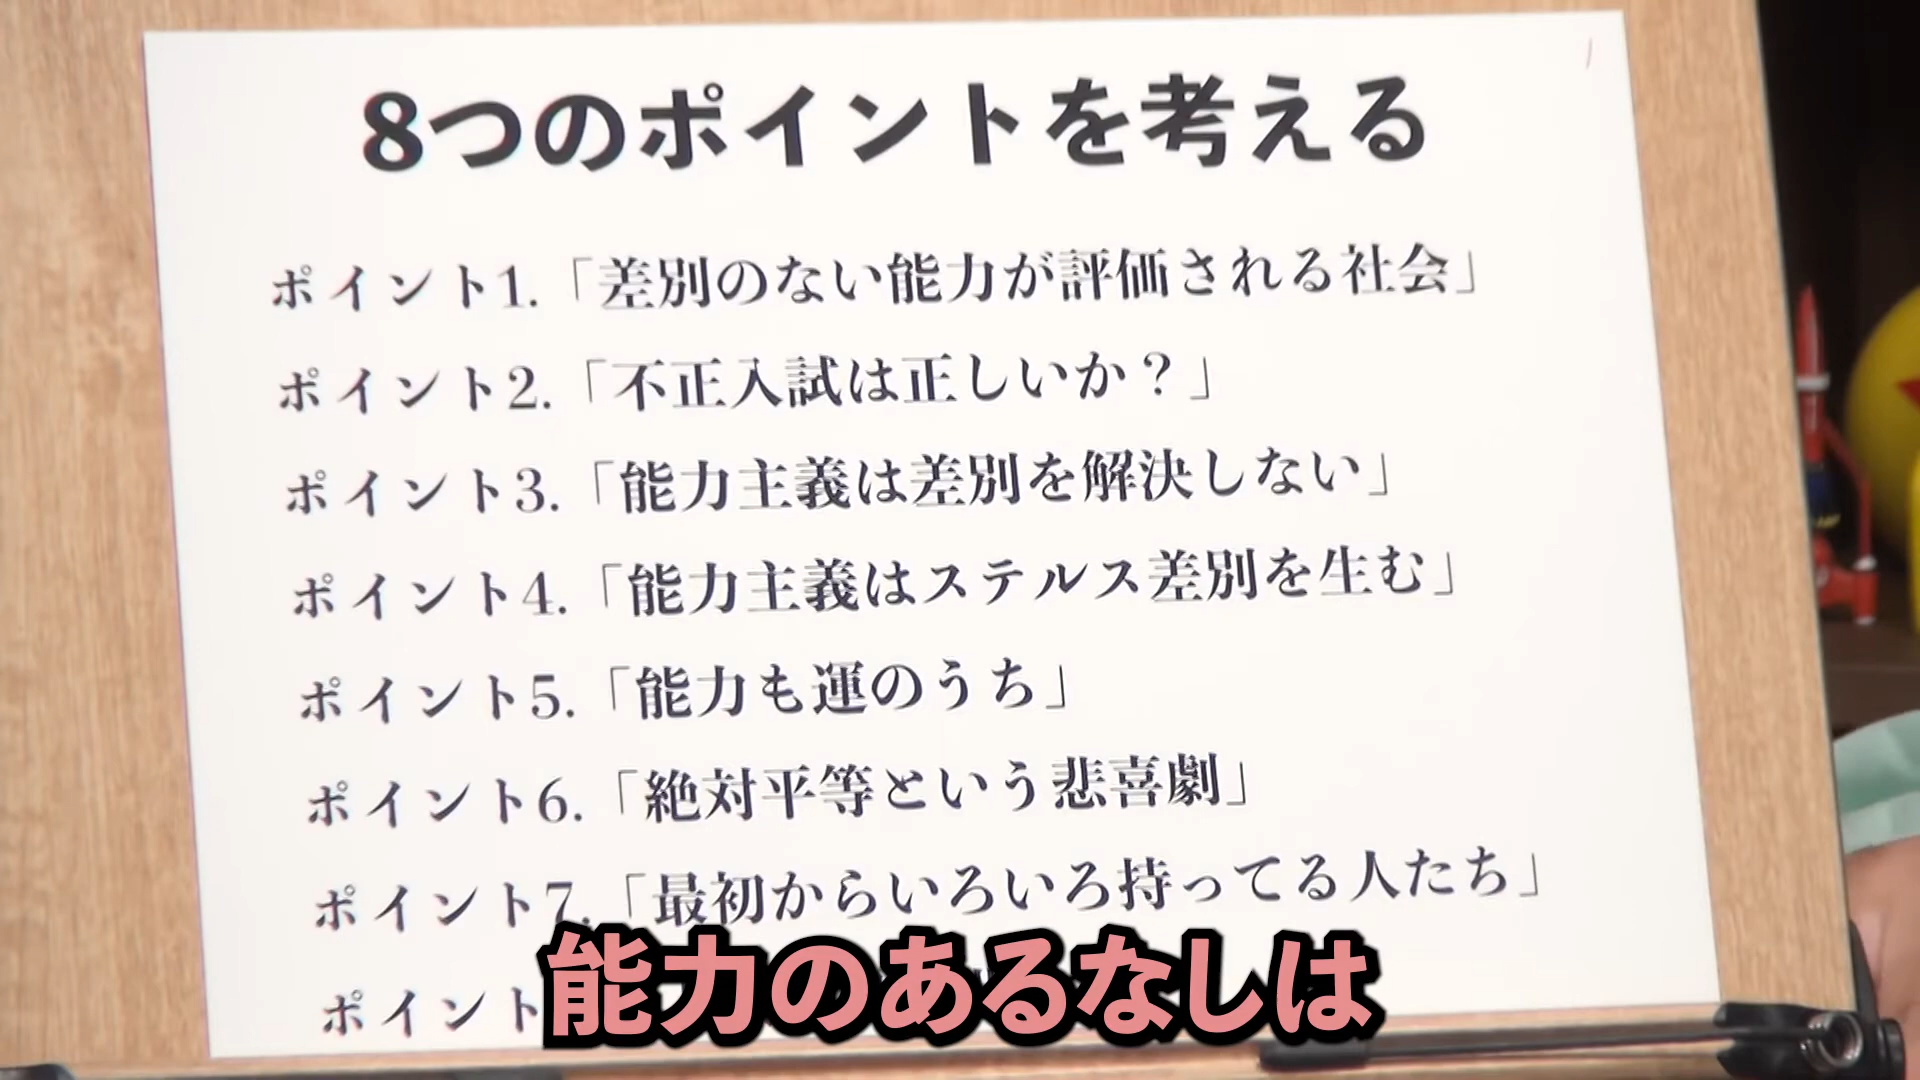 8つのポイントを考える
ポイント1.「差別のない能力が評価される社会」
ポイント2.「不正入試は正しいか？」
ポイント3.「能力主義は差別を解決しない」
ポイント4.「能力主義はステルス差別を生む」
ポイント5.「能力も運のうち」
ポイント6.「絶対平等という悲喜劇」
ポイント7.「最初からいろいろ持ってる人たち」
ポイント
能力のあるなしは